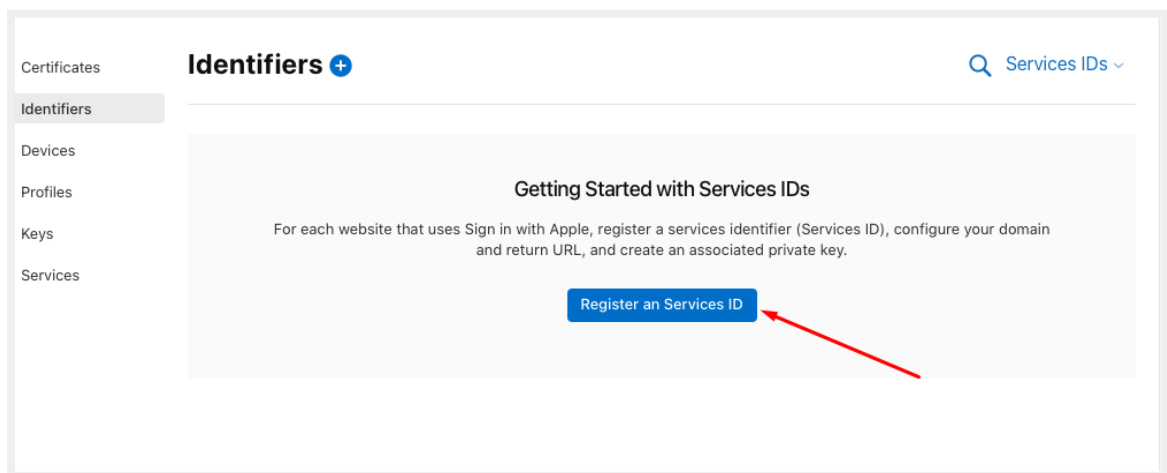 Certificates
Identifiers
Devices
Profiles
Keys
Services
Identifiers
Services IDs
Getting Started with Services IDs
For each website that uses Sign in with Apple, register a services identifier (Services ID), configure your domain
and return URL, and create an associated private key.
Register an Services ID